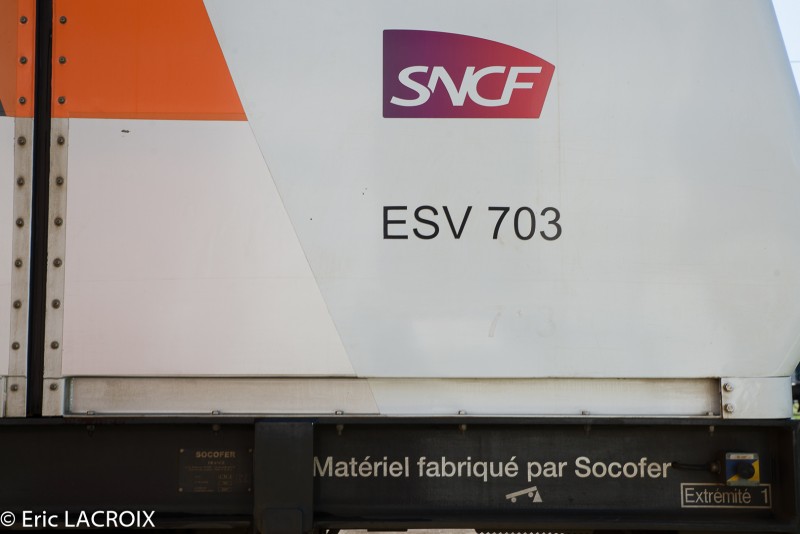 SNCF
ESV 703
SOCOFER
Matériel fabriqué par Socofer
Extrémité 1
© Eric LACROIX